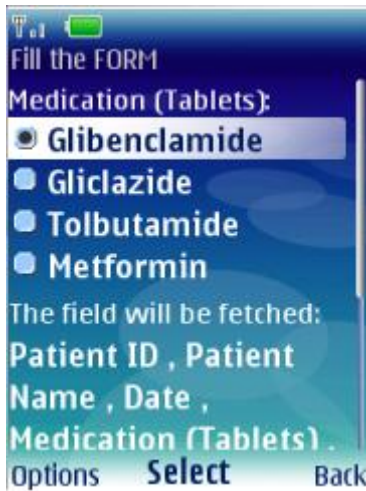 Fill the FORM
Medication (Tablets):
Glibenclamide
Gliclazide
Tolbutamide
Metformin
The field will be fetched:
Patient ID , Patient
Name , Date ,
Medication (Tablets) ,
Options Select Back